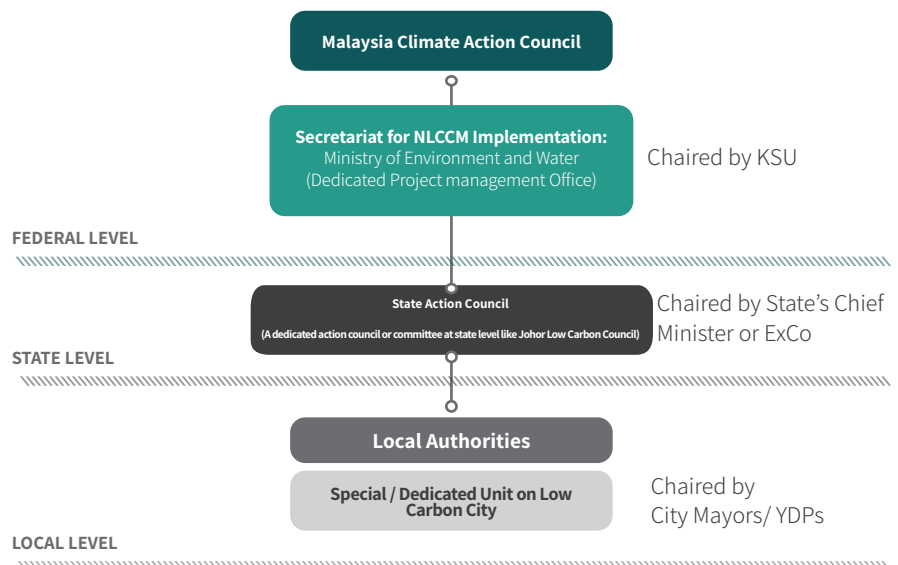 Malaysia Climate Action Council
Secretariat for NLCCM Implementation:
Ministry of Environment and Water
(Dedicated Project management Office)
Chaired by KSU
FEDERAL LEVEL
State Action Council
(A dedicated action council or committee at state level like Johor Low Carbon Council)
Chaired by State’s Chief
Minister or ExCo
STATE LEVEL
Local Authorities
Special / Dedicated Unit on Low
Carbon City
Chaired by
City Mayors/ YDPs
LOCAL LEVEL